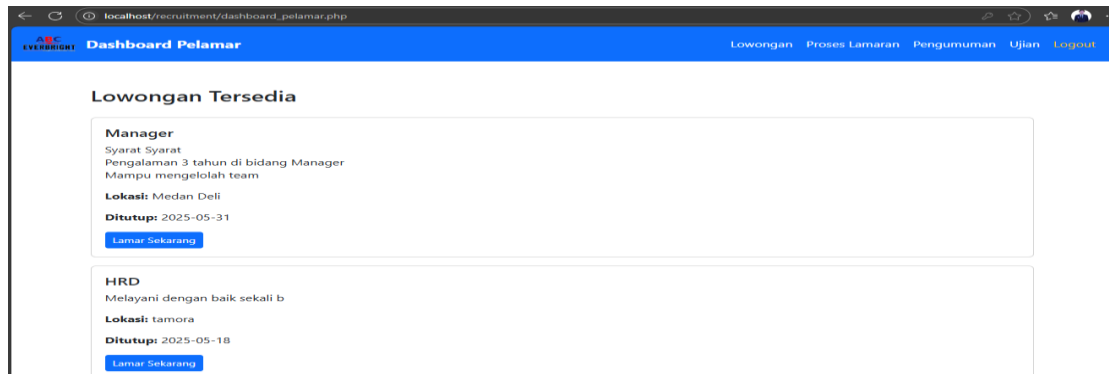 localhost/recruitment/dashboard_pelamar.php
ABC
EVERBRIGHT
Dashboard Pelamar
Lowongan Proses Lamaran Pengumuman Ujian Logout
Lowongan Tersedia
Manager
Syarat Syarat
Pengalaman 3 tahun di bidang Manager
Mampu mengelolah team
Lokasi: Medan Deli
Ditutup: 2025-05-31
Lamar Sekarang
HRD
Melayani dengan baik sekali b
Lokasi: tamora
Ditutup: 2025-05-18
Lamar Sekarang